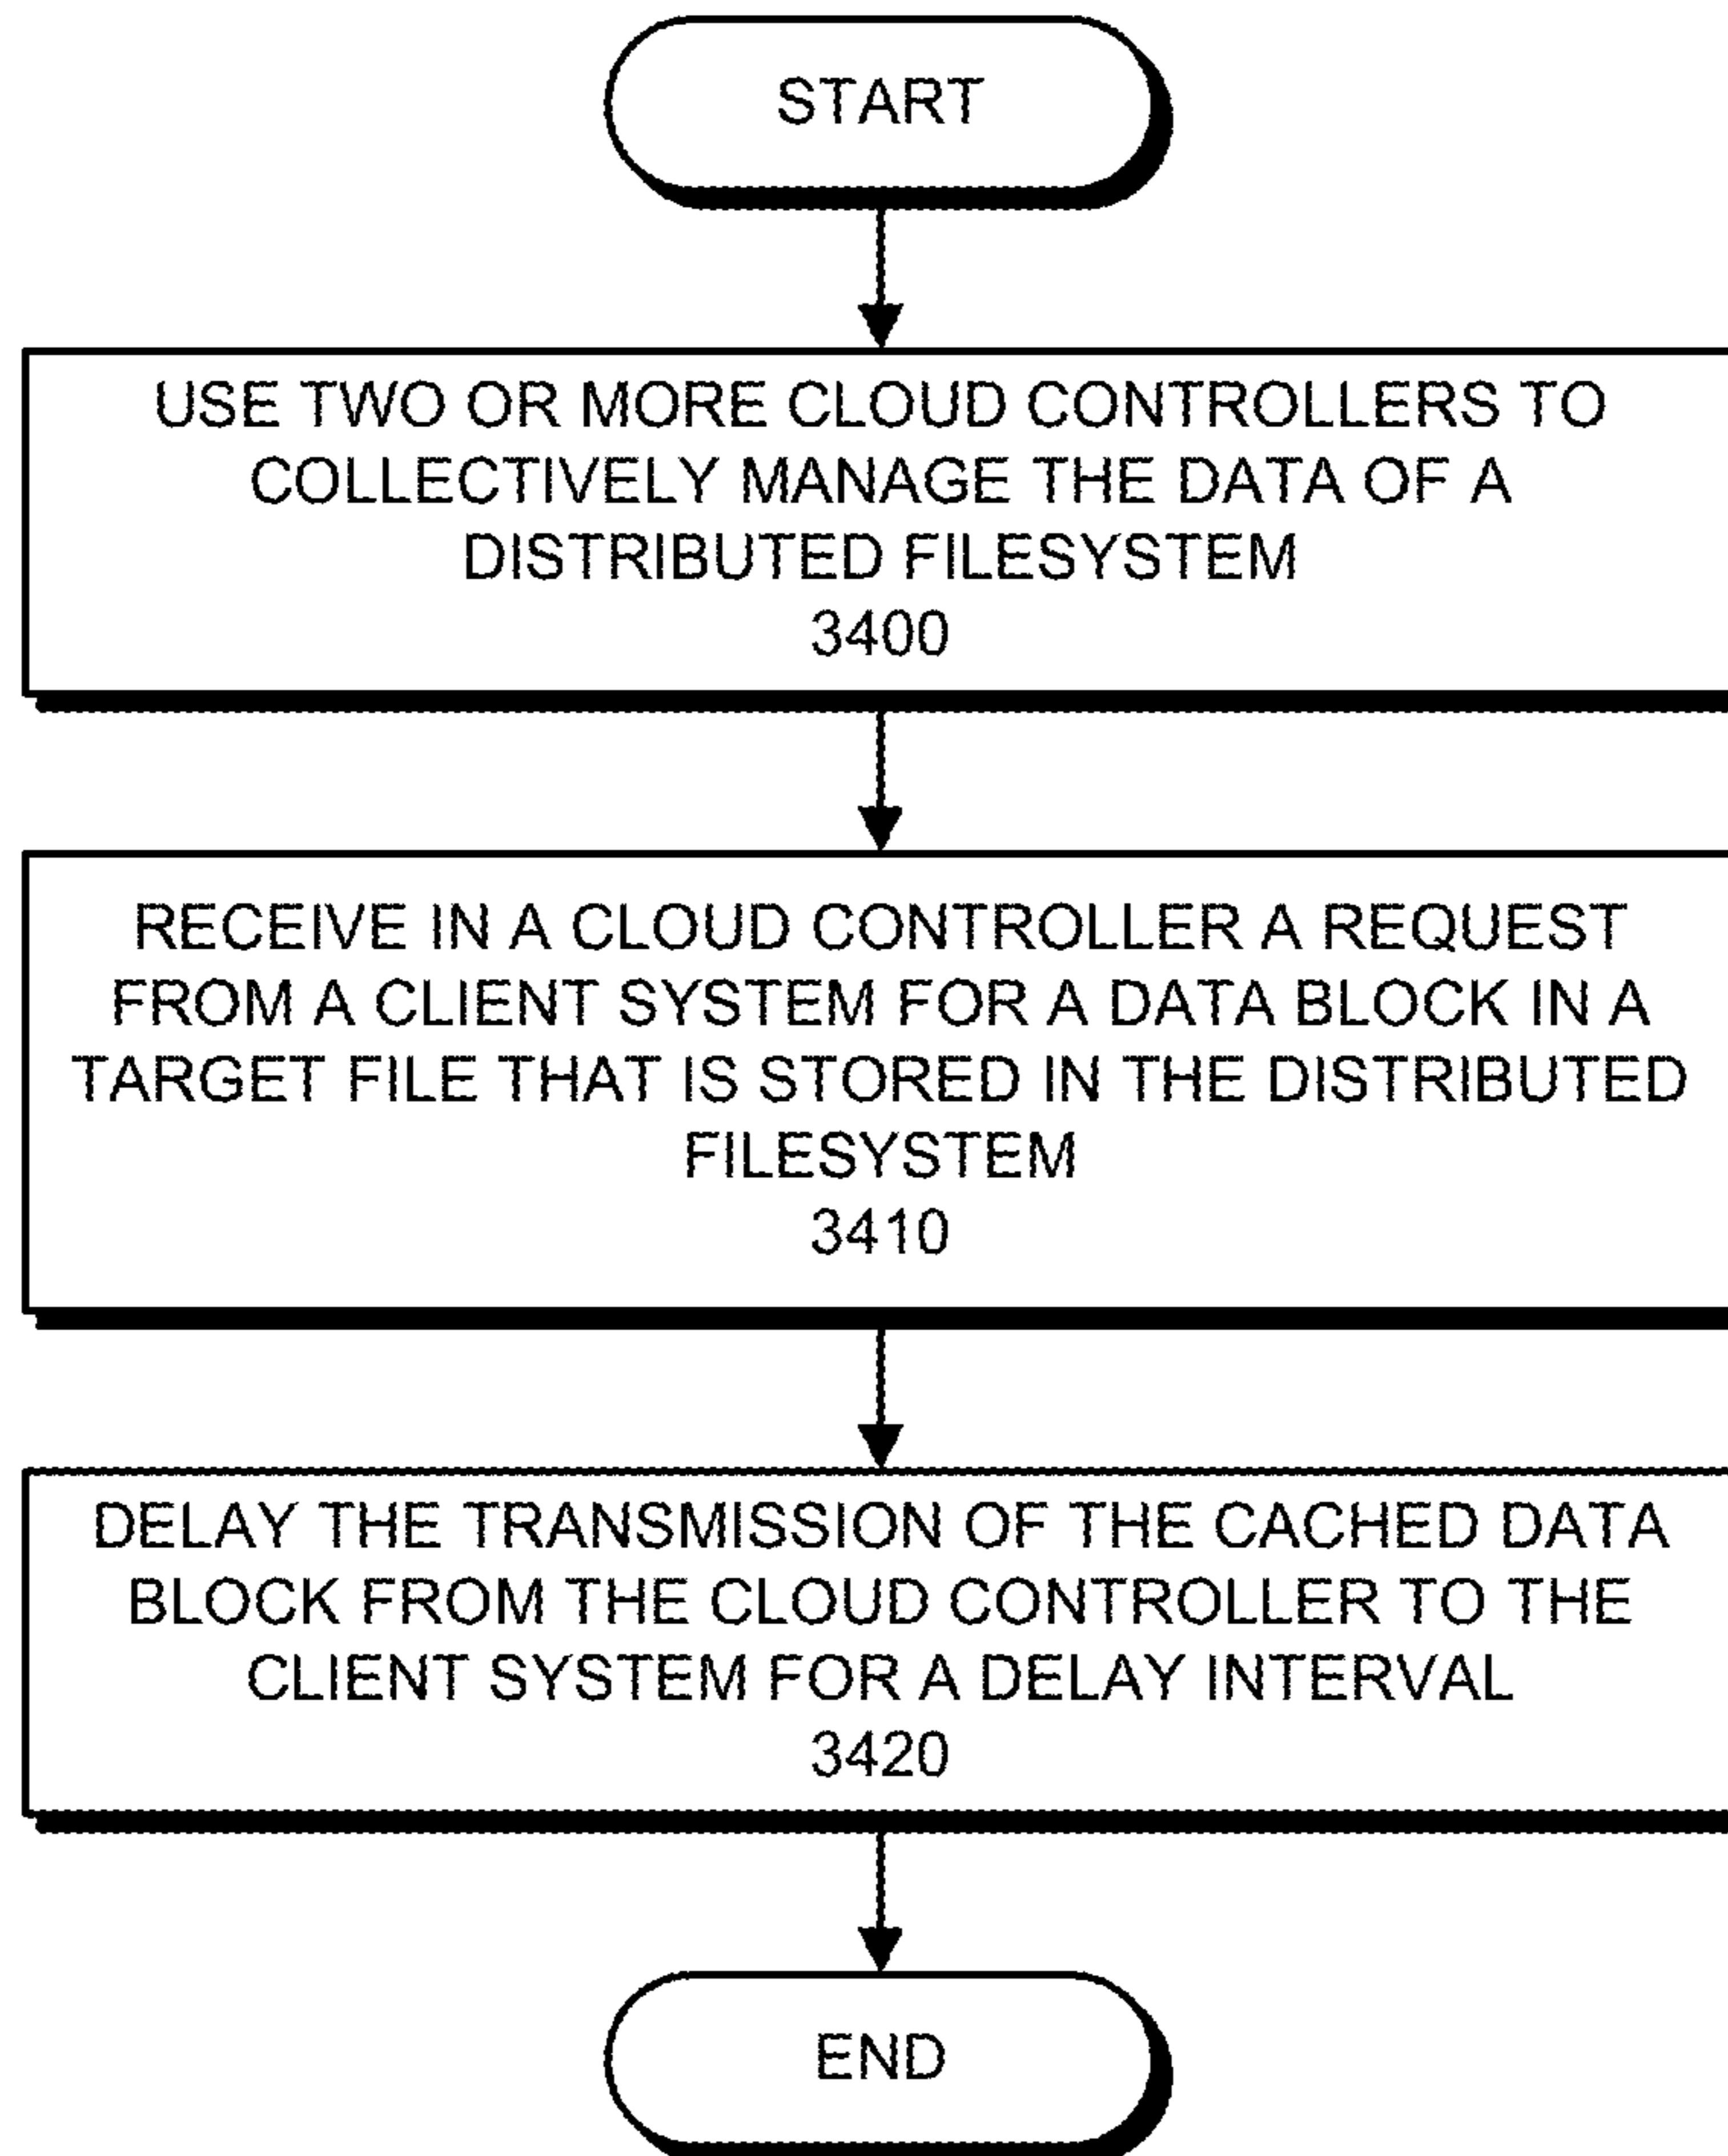 START
USE TWO OR MORE CLOUD CONTROLLERS TO
COLLECTIVELY MANAGE THE DATA OF A
DISTRIBUTED FILESYSTEM
3400
RECEIVE IN A CLOUD CONTROLLER A REQUEST
FROM A CLIENT SYSTEM FOR A DATA BLOCK IN A
TARGET FILE THAT IS STORED IN THE DISTRIBUTED
FILESYSTEM
3410
DELAY THE TRANSMISSION OF THE CACHED DATA
BLOCK FROM THE CLOUD CONTROLLER TO THE
CLIENT SYSTEM FOR A DELAY INTERVAL
3420
END